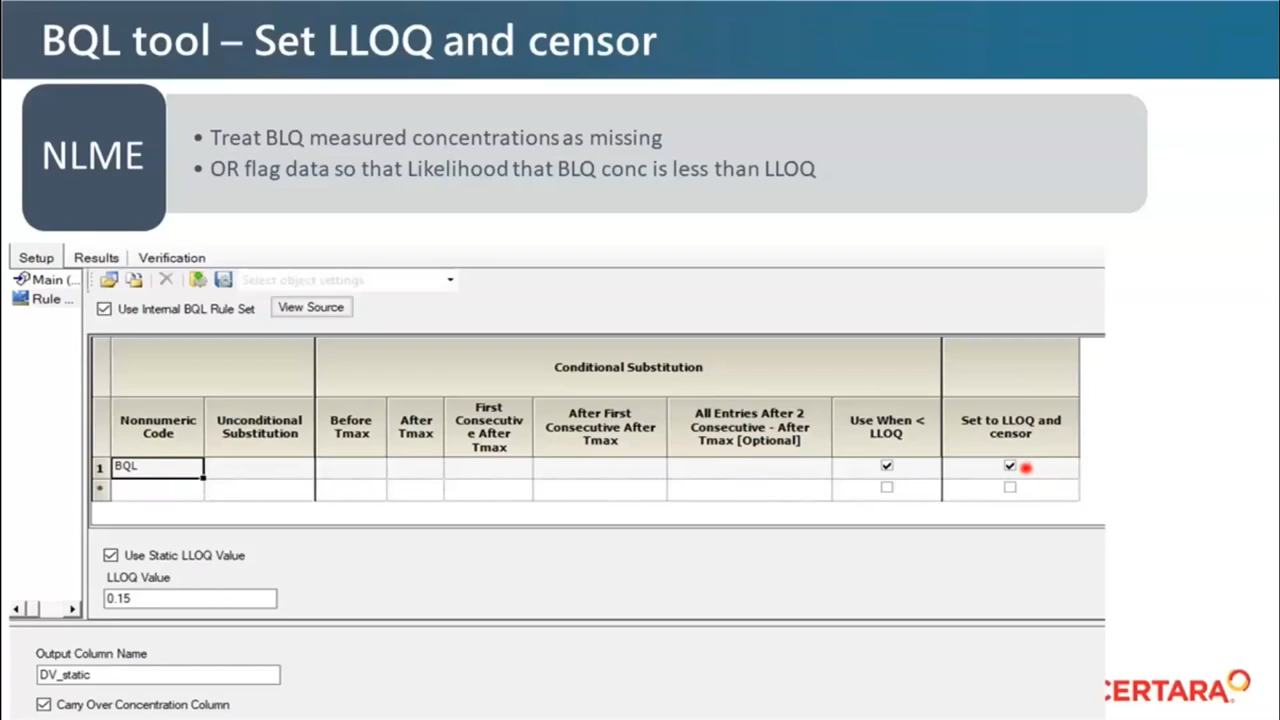 BQL tool – Set LLOQ and censor
NLME
• Treat BLQ measured concentrations as missing
• OR flag data so that Likelihood that BLQ conc is less than LLOQ
Setup Results Verification
Main (...
Select object settings
Rule ...
Use Internal BQL Rule Set View Source
Conditional Substitution
Nonnumeric Code
Unconditional Substitution
Before Tmax
After Tmax
First Consecutiv e After Tmax
After First Consecutive After Tmax
All Entries After 2 Consecutive - After Tmax [Optional]
Use When < LLOQ
Set to LLOQ and censor
1 BQL
*
Use Static LLOQ Value
LLOQ Value
0.15
Output Column Name
DV_static
Carry Over Concentration Column
CERTARA